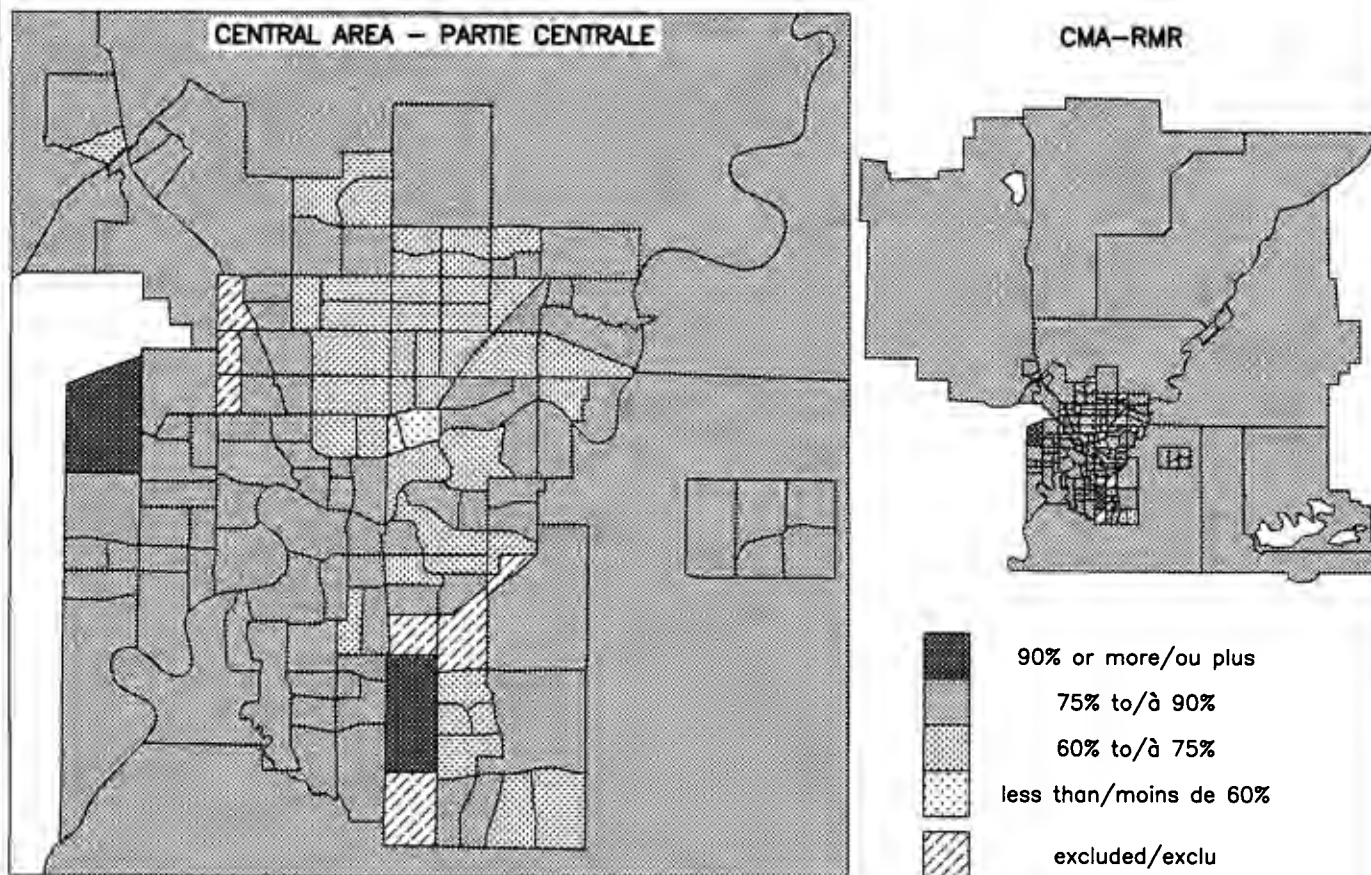 CENTRAL AREA – PARTIE CENTRALE
CMA–RMR
90% or more/ou plus
75% to/à 90%
60% to/à 75%
less than/moins de 60%
excluded/exclu